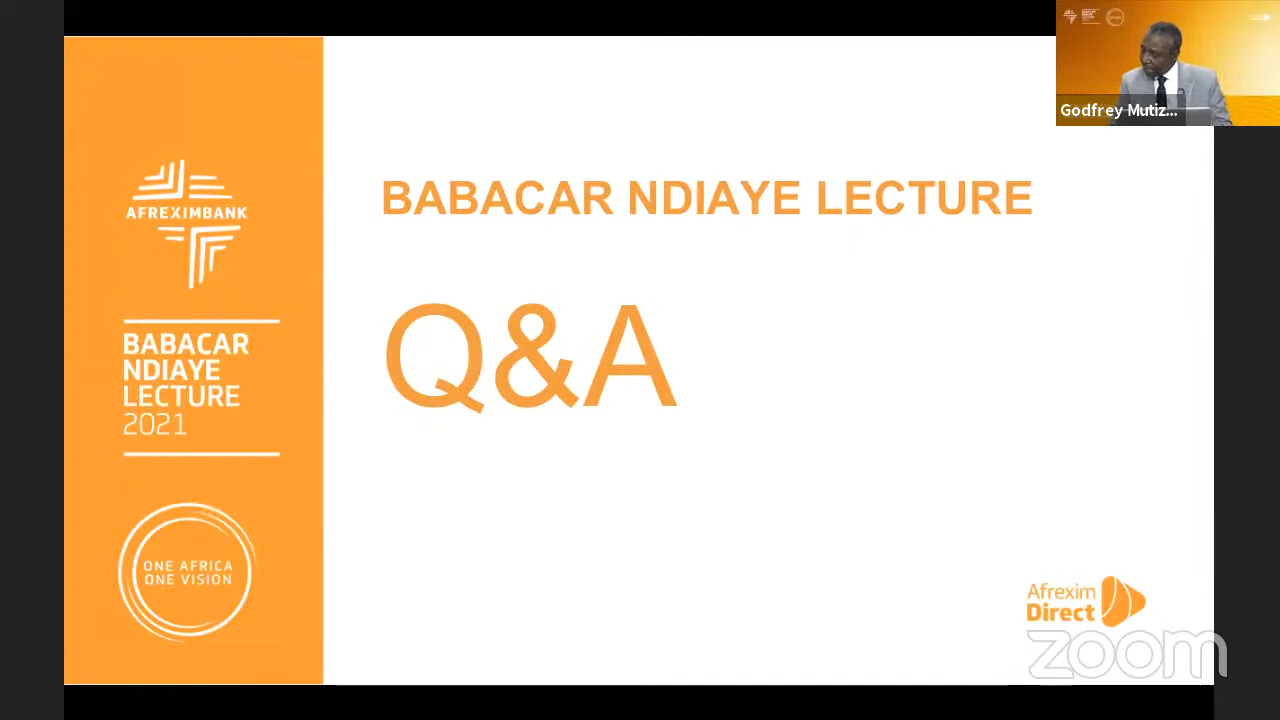 AFREXIMBANK
BABACAR
NDIAYE
LECTURE
2021
ONE AFRICA
ONE VISION
BABACAR NDIAYE LECTURE
Q&A
Godfrey Mutiz...
Afrexim
Direct
zoom